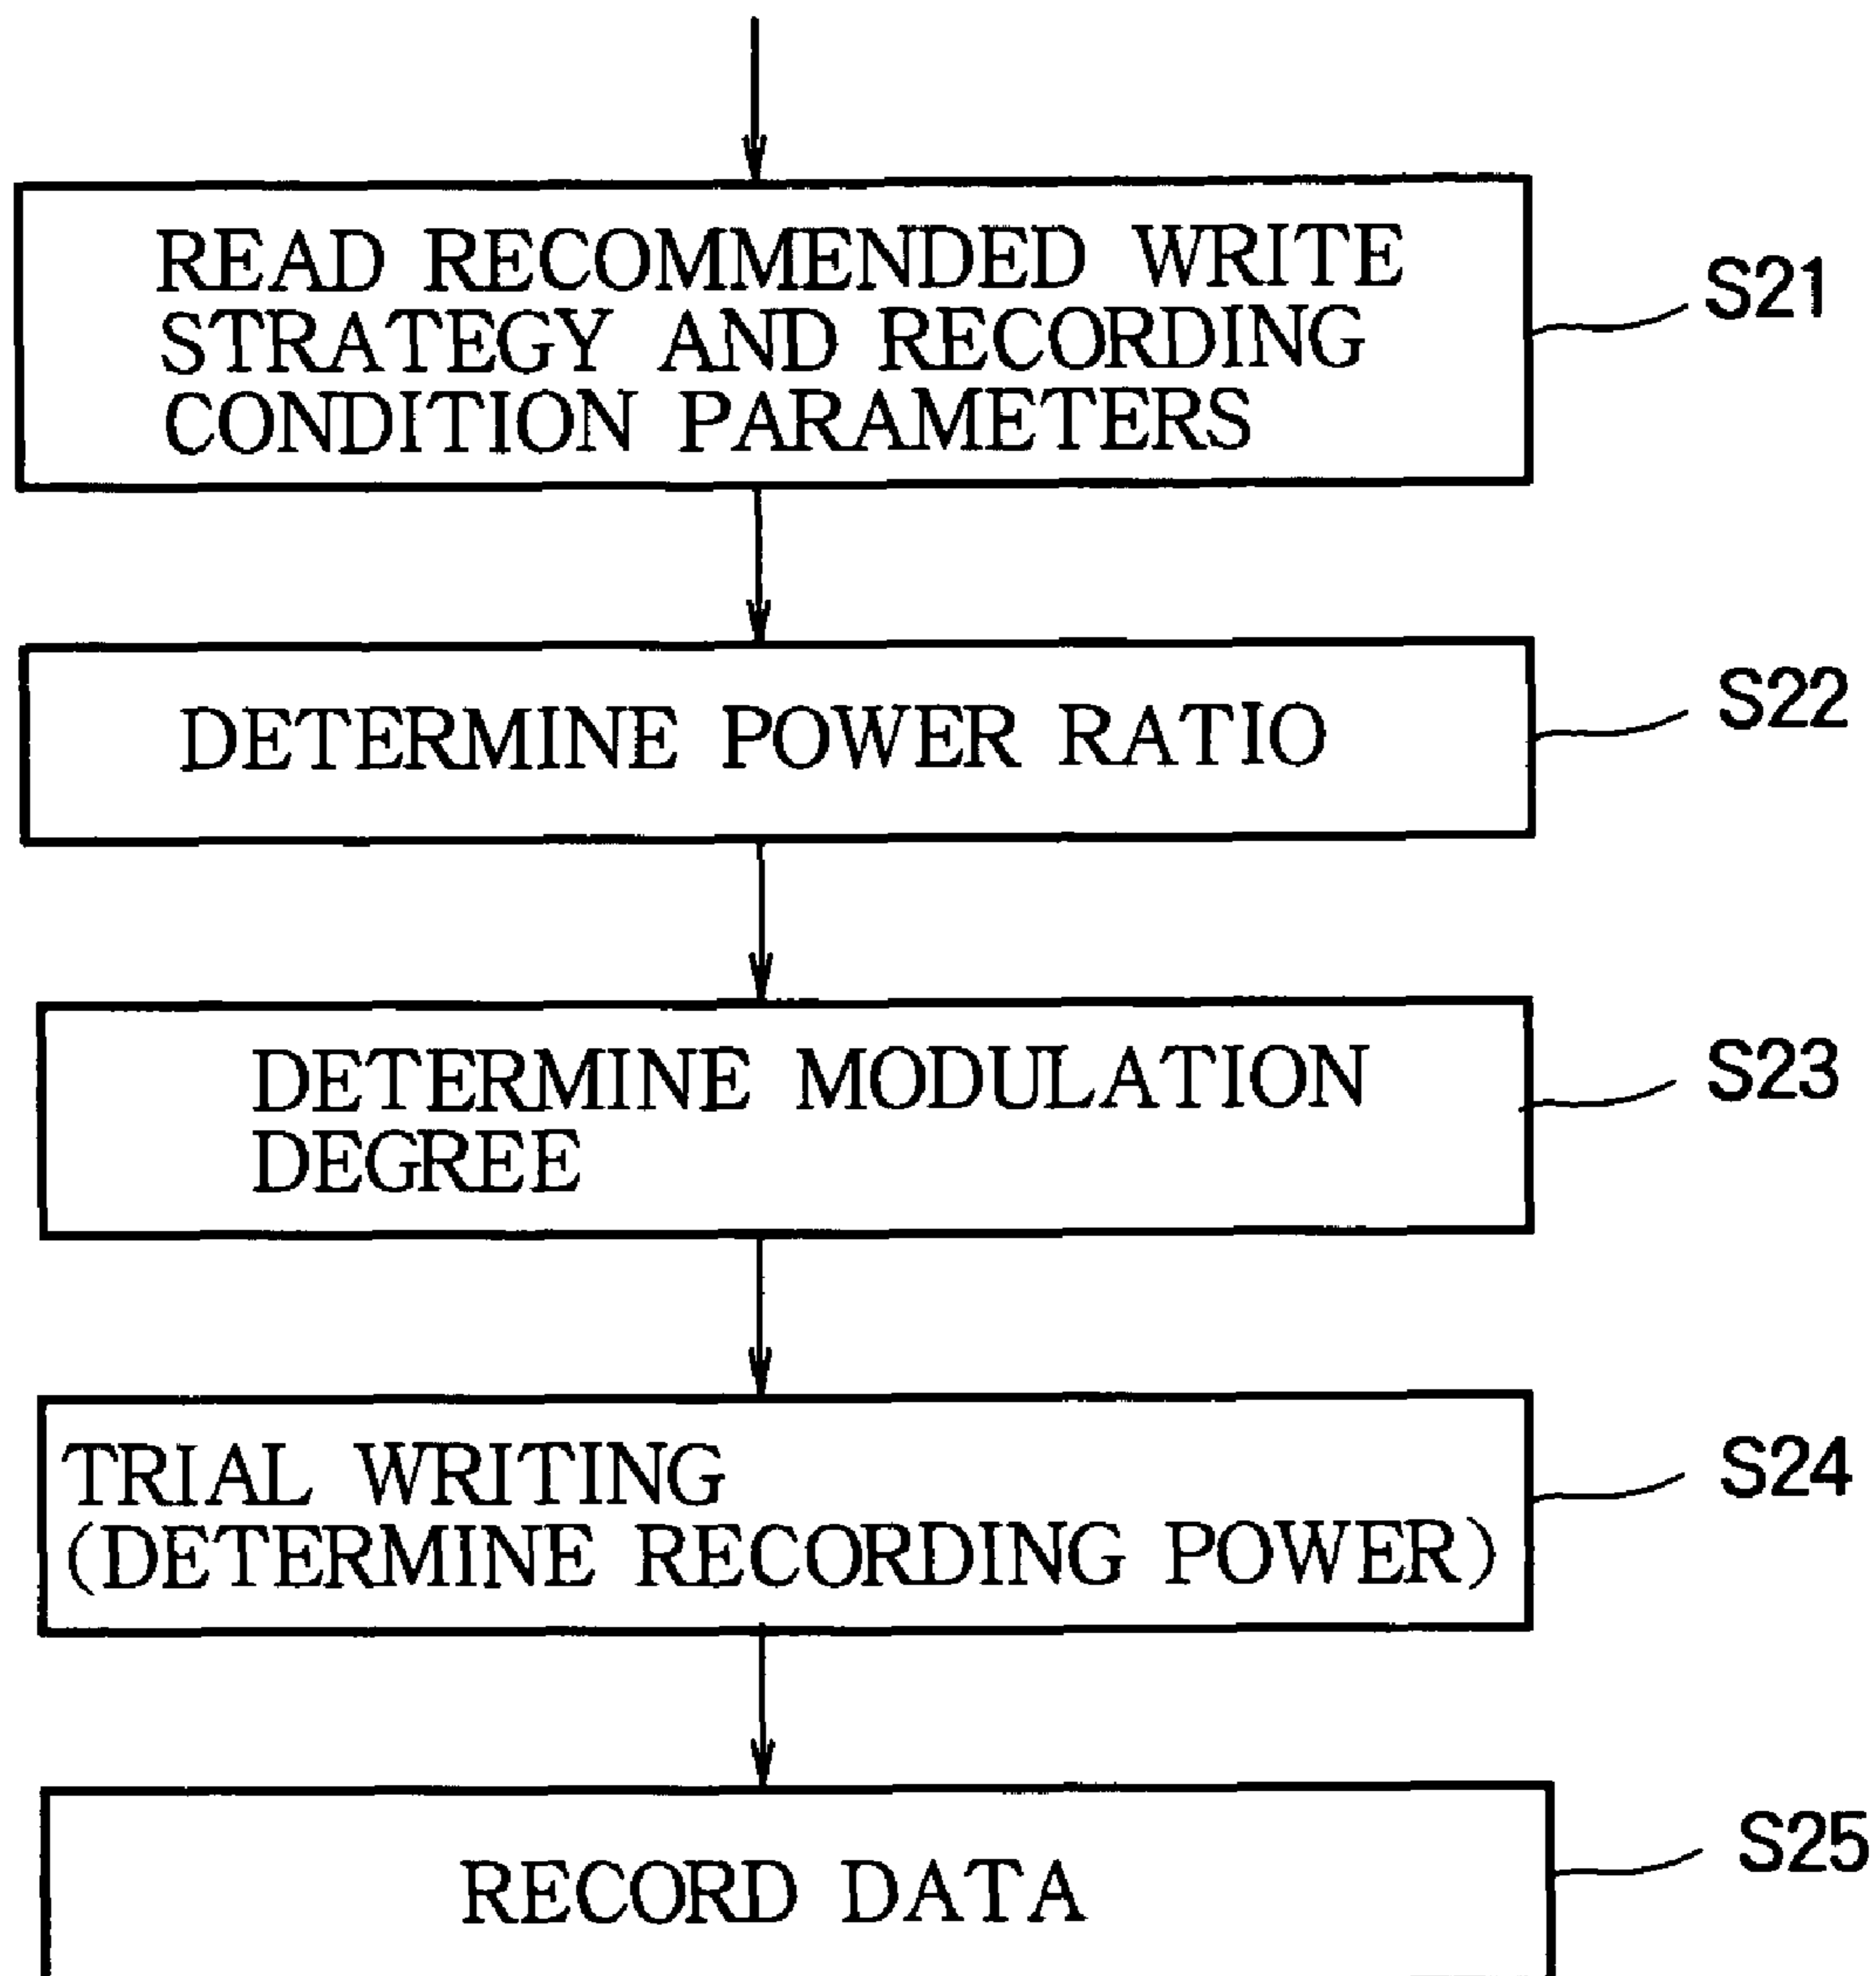 READ RECOMMENDED WRITE
STRATEGY AND RECORDING
CONDITION PARAMETERS
S21
DETERMINE POWER RATIO
S22
DETERMINE MODULATION
DEGREE
S23
TRIAL WRITING
(DETERMINE RECORDING POWER)
S24
RECORD DATA
S25